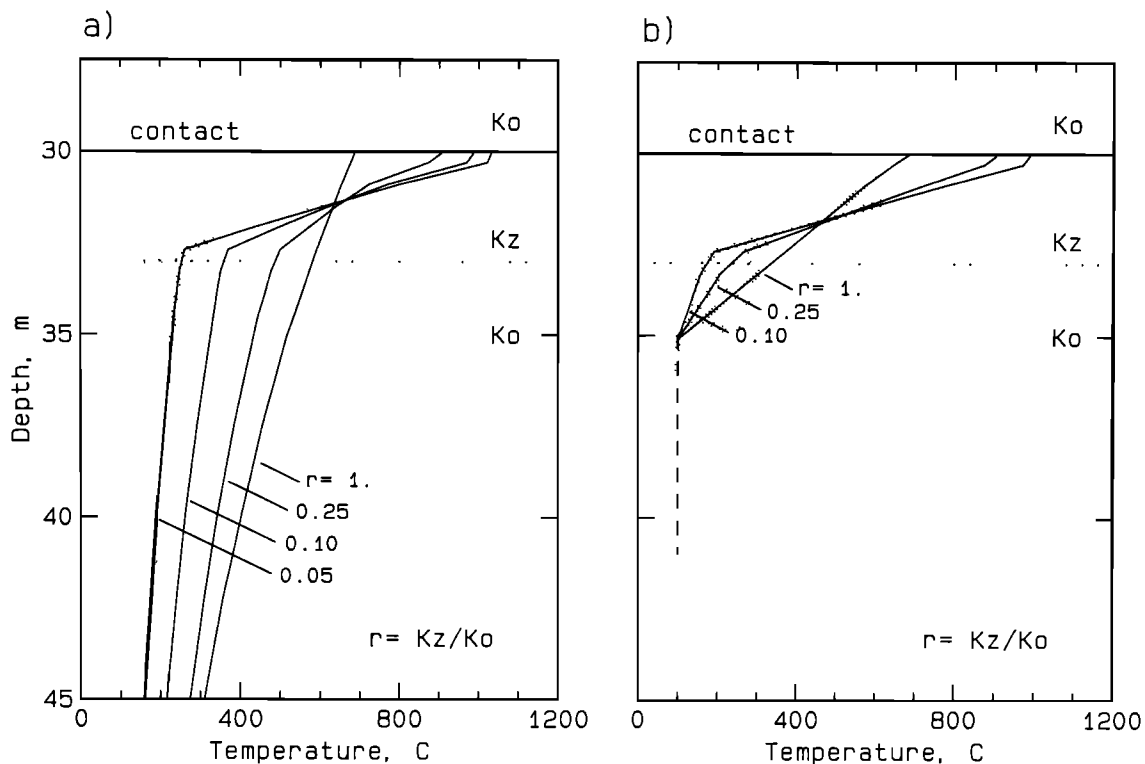 a)
contact
Ko
30
Kz
35
Ko
Depth, m
r= 1.
0.25
0.10
0.05
40
r= Kz/Ko
45
0
400
800
1200
Temperature, C
b)
contact
Ko
Kz
r= 1.
0.25
0.10
Ko
r= Kz/Ko
0
400
800
1200
Temperature, C